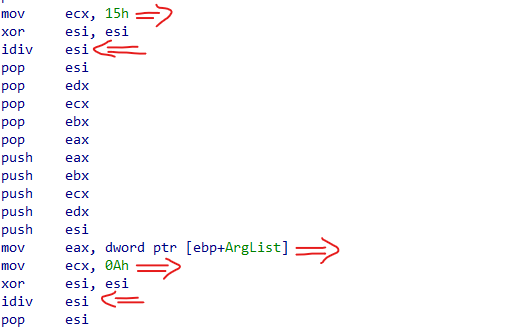 mov ecx, 15h
xor esi, esi
idiv esi
pop esi
pop edx
pop ecx
pop ebx
pop eax
push eax
push ebx
push ecx
push edx
push esi
mov eax, dword ptr [ebp+ArgList]
mov ecx, 0Ah
xor esi, esi
idiv esi
pop esi